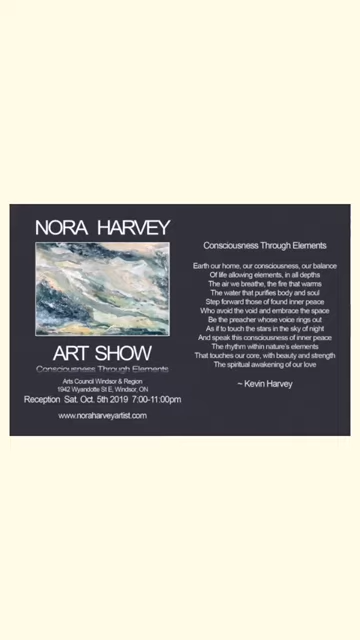 NORA HARVEY
ART SHOW
Consciousness Through Elements
Arts Council Windsor & Region
1942 Wyandotte St E, Windsor, ON
Reception Sat. Oct. 5th 2019 7:00-11:00pm
www.noraharveyartist.com
Consciousness Through Elements
Earth our home, our consciousness, our balance
Of life allowing elements, in all depths
The air we breathe, the fire that warms
The water that purifies body and soul
Step forward those of found inner peace
Who avoid the void and embrace the space
Be the preacher whose voice rings out
As if to touch the stars in the sky of night
And speak this consciousness of inner peace
The rhythm within nature's elements
That touches our core, with beauty and strength
The spiritual awakening of our love
~ Kevin Harvey